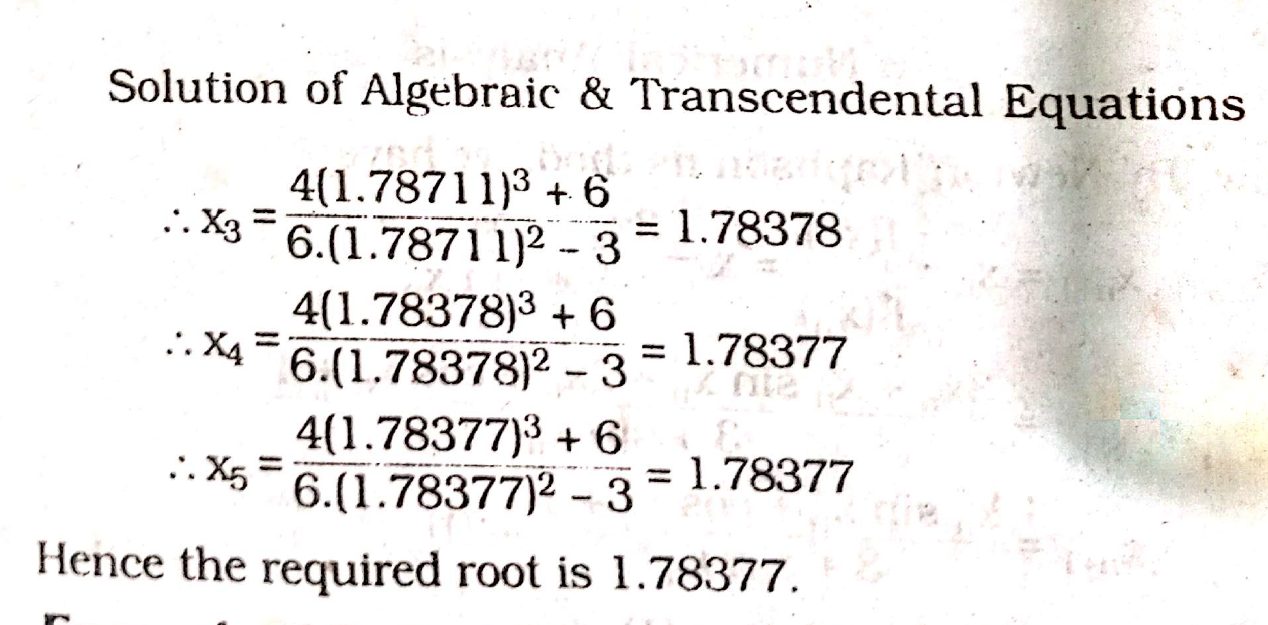 Solution of Algebraic & Transcendental Equations
∴ x₃ = 4(1.78711)³ + 6 / 6.(1.78711)² – 3 = 1.78378
∴ x₄ = 4(1.78378)³ + 6 / 6.(1.78378)² – 3 = 1.78377
∴ x₅ = 4(1.78377)³ + 6 / 6.(1.78377)² – 3 = 1.78377
Hence the required root is 1.78377.